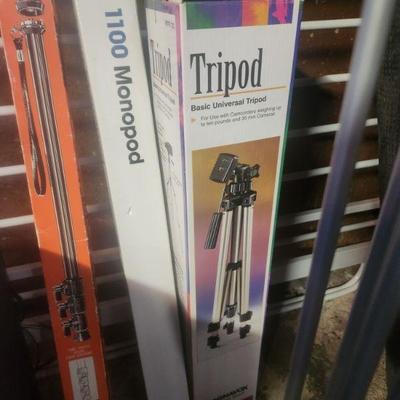 1100 Monopod
Tripod
Basic Universal Tripod
For Use with Camcorders weighing up
to ten pounds and 35 mm Cameras